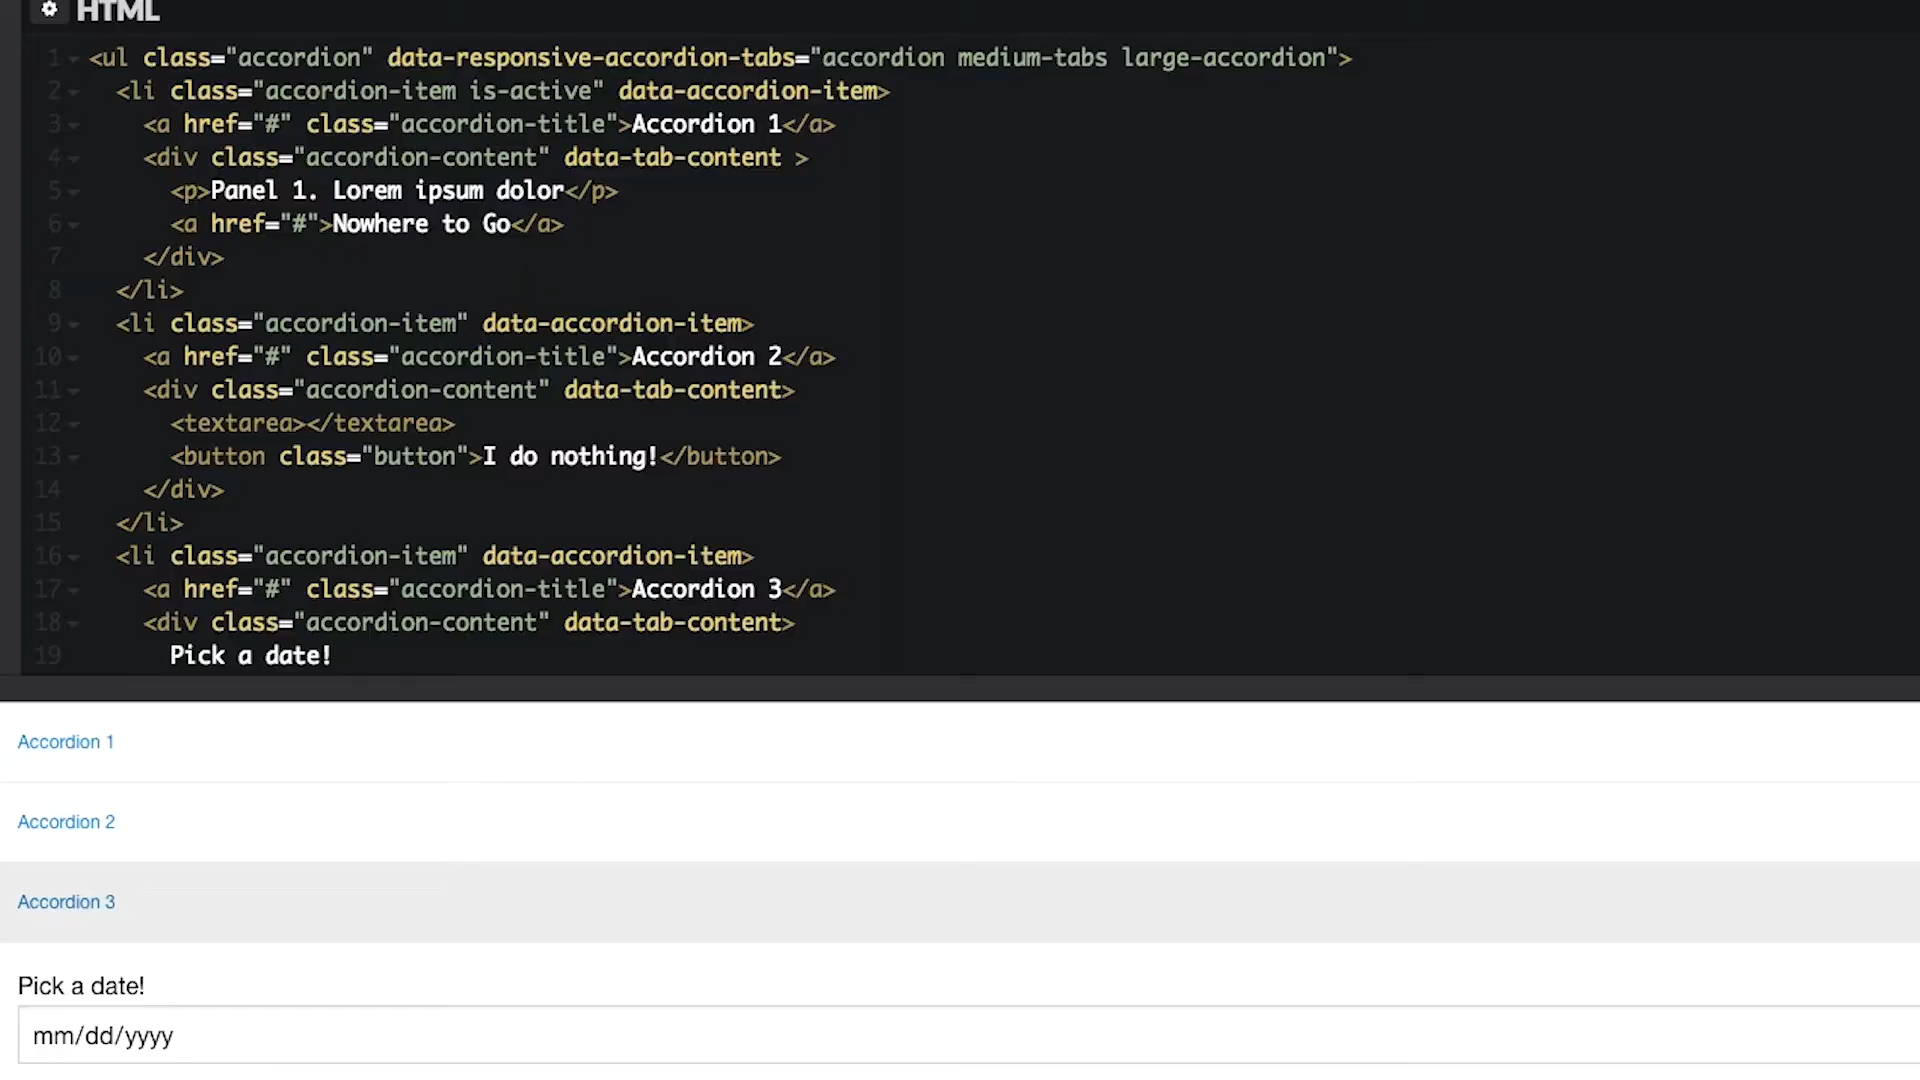 HTML
1 <ul class="accordion" data-responsive-accordion-tabs="accordion medium-tabs large-accordion">
2 <li class="accordion-item is-active" data-accordion-item>
3 <a href="#" class="accordion-title">Accordion 1</a>
4 <div class="accordion-content" data-tab-content >
5 <p>Panel 1. Lorem ipsum dolor</p>
6 <a href="#">Nowhere to Go</a>
7 </div>
8 </li>
9 <li class="accordion-item" data-accordion-item>
10 <a href="#" class="accordion-title">Accordion 2</a>
11 <div class="accordion-content" data-tab-content>
12 <textarea></textarea>
13 <button class="button">I do nothing!</button>
14 </div>
15 </li>
16 <li class="accordion-item" data-accordion-item>
17 <a href="#" class="accordion-title">Accordion 3</a>
18 <div class="accordion-content" data-tab-content>
19 Pick a date!
Accordion 1
Accordion 2
Accordion 3
Pick a date!
mm/dd/yyyy